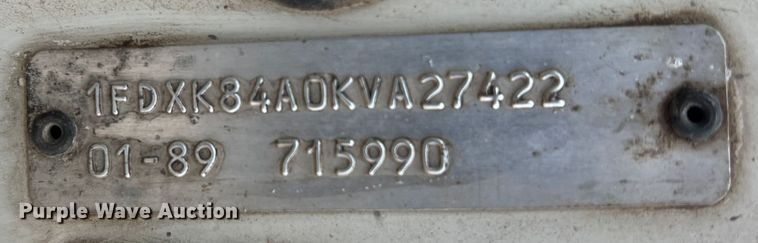 1FDXK84A0KVA27422
01-89 715990
Purple Wave Auction